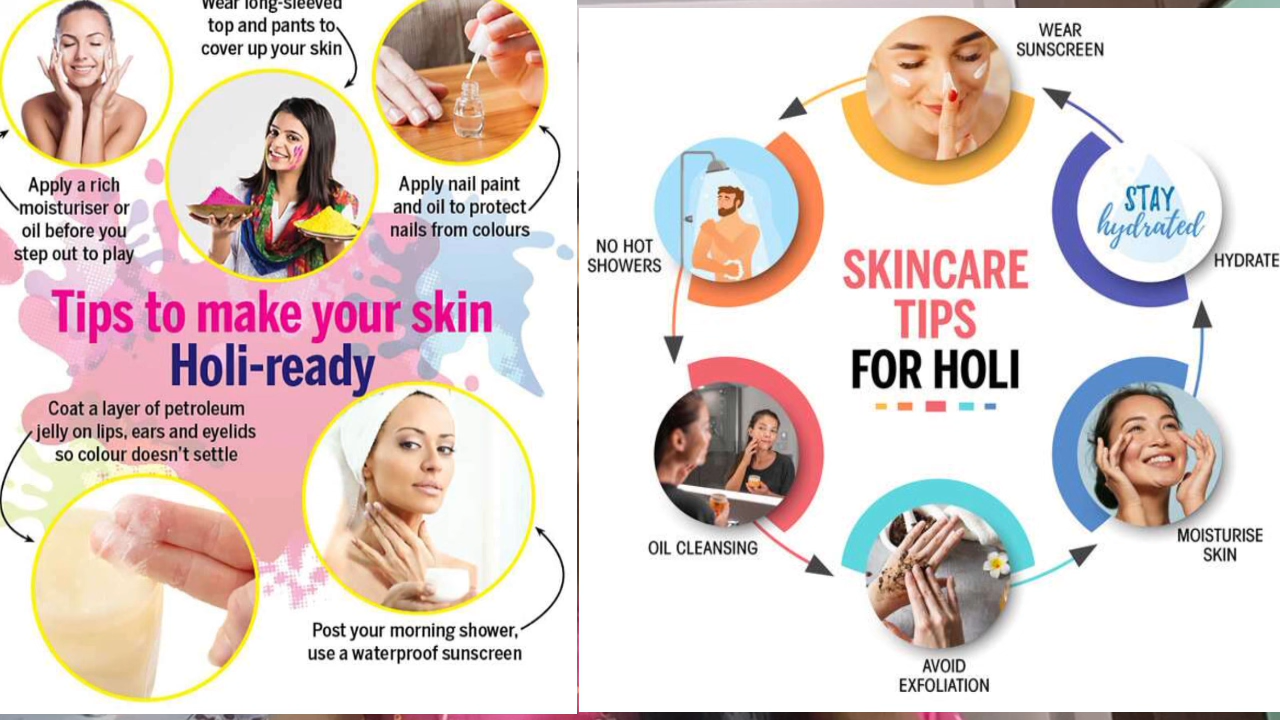 Wear long-sleeved
top and pants to
cover up your skin
Apply a rich
moisturiser or
oil before you
step out to play
Apply nail paint
and oil to protect
nails from colours
Tips to make your skin
Holi-ready
Coat a layer of petroleum
jelly on lips, ears and eyelids
so colour doesn't settle
Post your morning shower,
use a waterproof sunscreen
WEAR
SUNSCREEN
NO HOT
SHOWERS
STAY
hydrated
HYDRATE
SKINCARE
TIPS
FOR HOLI
OIL CLEANSING
MOISTURISE
SKIN
AVOID
EXFOLIATION